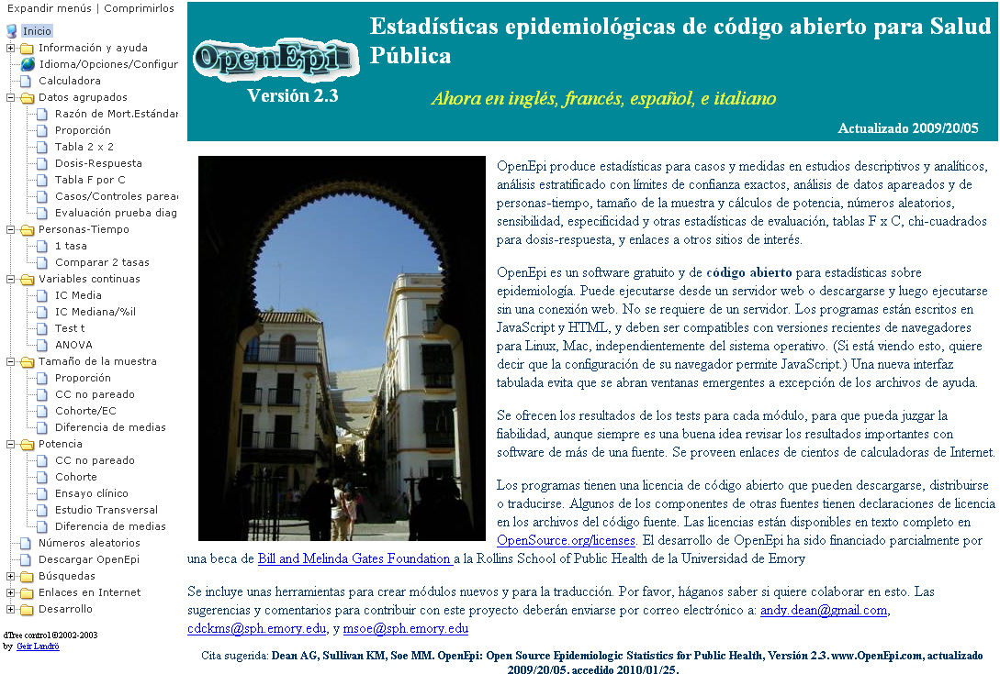 Expandir menús | Comprimirlos
Inicio
Información y ayuda
Idioma/Opciones/Configur
Calculadora
Datos agrupados
Razón de Mort.Estándar
Proporción
Tabla 2 x 2
Dosis-Respuesta
Tabla F por C
Casos/Controles paread
Evaluación prueba diag
Personas-Tiempo
1 tasa
Comparar 2 tasas
Variables continuas
IC Media
IC Mediana/%il
Test t
ANOVA
Tamaño de la muestra
Proporción
CC no pareado
Cohorte/EC
Diferencia de medias
Potencia
CC no pareado
Cohorte
Ensayo clínico
Estudio Transversal
Diferencia de medias
Números aleatorios
Descargar OpenEpi
Búsquedas
Enlaces en Internet
Desarrollo
dTree control ©2002-2003
by Geir Landrö
OpenEpi
Versión 2.3
Estadísticas epidemiológicas de código abierto para Salud
Pública
Ahora en inglés, francés, español, e italiano
Actualizado 2009/20/05
OpenEpi produce estadísticas para casos y medidas en estudios descriptivos y analíticos,
análisis estratificado con límites de confianza exactos, análisis de datos apareados y de
personas-tiempo, tamaño de la muestra y cálculos de potencia, números aleatorios,
sensibilidad, especificidad y otras estadísticas de evaluación, tablas F x C, chi-cuadrados
para dosis-respuesta, y enlaces a otros sitios de interés.
OpenEpi es un software gratuito y de código abierto para estadísticas sobre
epidemiología. Puede ejecutarse desde un servidor web o descargarse y luego ejecutarse
sin una conexión web. No se requiere de un servidor. Los programas están escritos en
JavaScript y HTML, y deben ser compatibles con versiones recientes de navegadores
para Linux, Mac, independientemente del sistema operativo. (Si está viendo esto, quiere
decir que la configuración de su navegador permite JavaScript.) Una nueva interfaz
tabulada evita que se abran ventanas emergentes a excepción de los archivos de ayuda.
Se ofrecen los resultados de los tests para cada módulo, para que pueda juzgar la
fiabilidad, aunque siempre es una buena idea revisar los resultados importantes con
software de más de una fuente. Se proveen enlaces de cientos de calculadoras de Internet.
Los programas tienen una licencia de código abierto que pueden descargarse, distribuirse
o traducirse. Algunos de los componentes de otras fuentes tienen declaraciones de licencia
en los archivos del código fuente. Las licencias están disponibles en texto completo en
OpenSource.org/licenses. El desarrollo de OpenEpi ha sido financiado parcialmente por
una beca de Bill and Melinda Gates Foundation a la Rollins School of Public Health de la Universidad de Emory
Se incluye unas herramientas para crear módulos nuevos y para la traducción. Por favor, háganos saber si quiere colaborar en esto. Las
sugerencias y comentarios para contribuir con este proyecto deberán enviarse por correo electrónico a: andy.dean@gmail.com,
cdckms@sph.emory.edu, y msoe@sph.emory.edu
Cita sugerida: Dean AG, Sullivan KM, Soe MM. OpenEpi: Open Source Epidemiologic Statistics for Public Health, Versión 2.3. www.OpenEpi.com, actualizado
2009/20/05. accedido 2010/01/25.